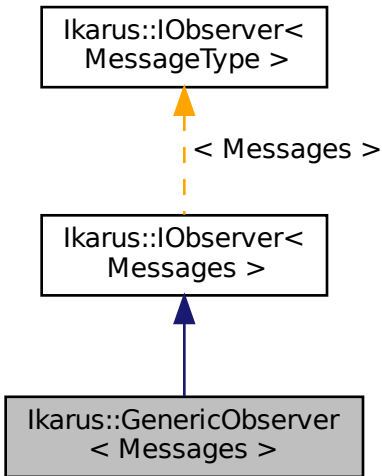 Ikarus::IObserver<
MessageType >
< Messages >
Ikarus::IObserver<
Messages >
Ikarus::GenericObserver
< Messages >